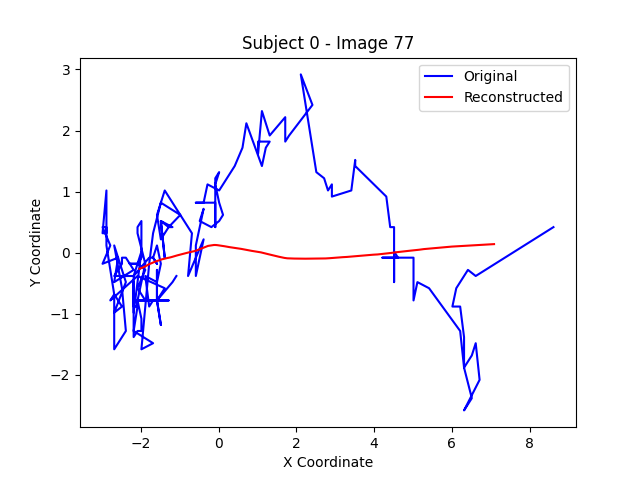 Subject 0 - Image 77
Original
Reconstructed
3
2
1
0
−1
−2
Y Coordinate
−2
0
2
4
6
8
X Coordinate